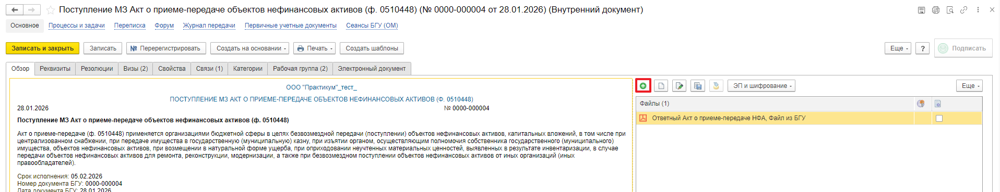 Поступление МЗ Акт о приеме-передаче объектов нефинансовых активов (ф. 0510448) (№ 0000-000004 от 28.01.2026) (Внутренний документ)
Основное Процессы и задачи Переписка Форум Журнал передачи Первичные учетные документы Сеансы БГУ (ОМ)
Записать и закрыть Записать № Перерегистрировать Создать на основании Печать Создать шаблоны Еще ? Подписать
Обзор Реквизиты Резолюции Визы (2) Свойства Связи (1) Категории Рабочая группа (2) Электронный документ
ООО "Практикум"_тест_
ПОСТУПЛЕНИЕ МЗ АКТ О ПРИЕМЕ-ПЕРЕДАЧЕ ОБЪЕКТОВ НЕФИНАНСОВЫХ АКТИВОВ (Ф. 0510448)
28.01.2026 № 0000-000004
Поступление МЗ Акт о приеме-передаче объектов нефинансовых активов (ф. 0510448)
Акт о приеме-передаче (ф. 0510448) применяется организациями бюджетной сферы в целях безвозмездной передачи (поступлении) объектов нефинансовых активов, капитальных вложений, в том числе при
централизованном снабжении, при передаче имущества в государственную (муниципальную) казну, при изъятии органом, осуществляющим полномочия собственника государственного (муниципального)
имущества, объектов нефинансовых активов, при возмещении в натуральной форме ущерба, при оприходовании неучтенных материальных ценностей, выявленных в результате инвентаризации, в случае
передачи объектов нефинансовых активов для ремонта, реконструкции, модернизации, а также при безвозмездном поступлении объектов нефинансовых активов от иных организаций (иных
правообладателей).
Срок исполнения: 05.02.2026
Номер документа БГУ: 0000-000004
Дата документа БГУ: 28.01.2026
ЭП и шифрование Еще
Файлы (1)
Ответный Акт о приеме-передаче НФА, Файл из БГУ